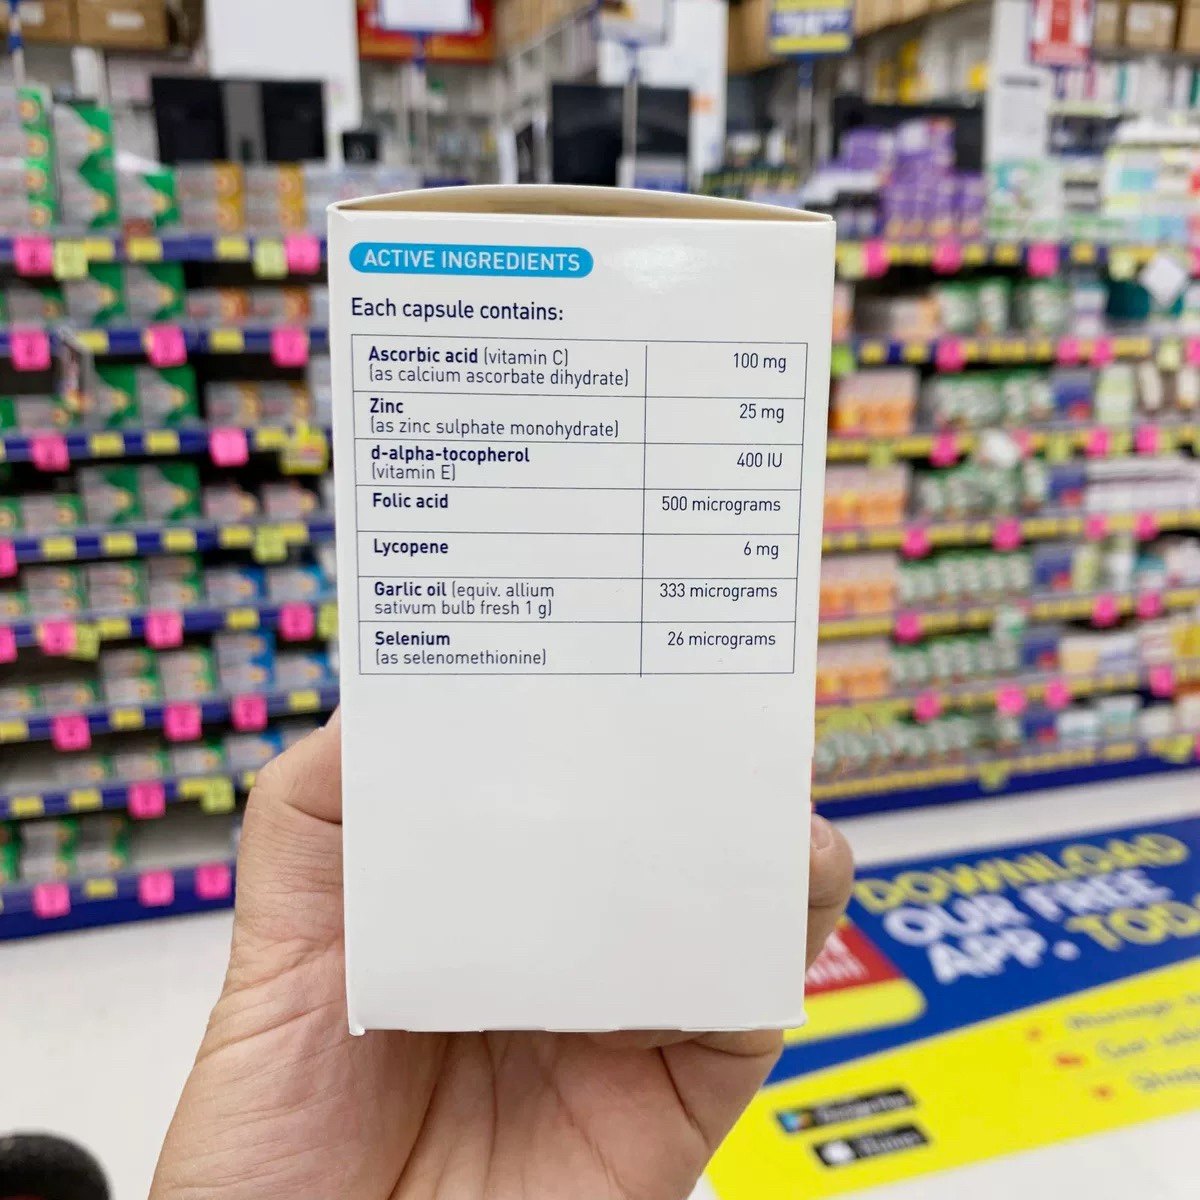 ACTIVE INGREDIENTS
Each capsule contains:
Ascorbic acid (vitamin C)
(as calcium ascorbate dihydrate)
100 mg
Zinc
(as zinc sulphate monohydrate)
25 mg
d-alpha-tocopherol
(vitamin E)
400 IU
Folic acid
500 micrograms
Lycopene
6 mg
Garlic oil (equiv. allium
sativum bulb fresh 1 g)
333 micrograms
Selenium
(as selenomethionine)
26 micrograms
DOWNLOAD
OUR FREE
APP.